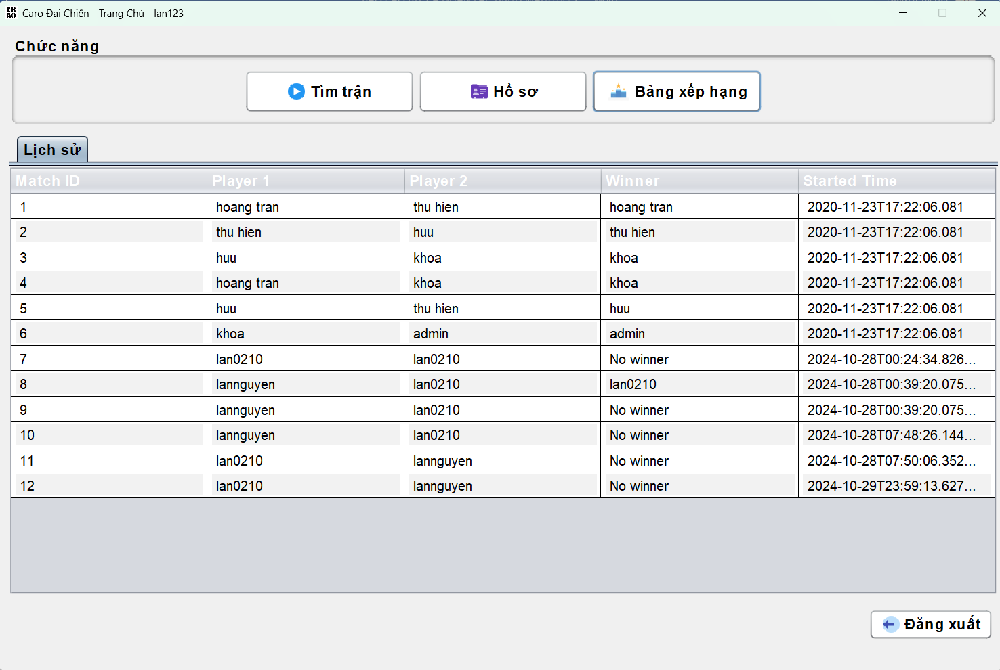 Caro Đại Chiến - Trang Chủ - lan123
Chức năng
Tìm trận Hồ sơ Bảng xếp hạng
Lịch sử
Match ID Player 1 Player 2 Winner Started Time
1 hoang tran thu hien hoang tran 2020-11-23T17:22:06.081
2 thu hien huu thu hien 2020-11-23T17:22:06.081
3 huu khoa khoa 2020-11-23T17:22:06.081
4 hoang tran khoa khoa 2020-11-23T17:22:06.081
5 huu thu hien huu 2020-11-23T17:22:06.081
6 khoa admin admin 2020-11-23T17:22:06.081
7 lan0210 lan0210 No winner 2024-10-28T00:24:34.826...
8 lannguyen lan0210 lan0210 2024-10-28T00:39:20.075...
9 lannguyen lan0210 No winner 2024-10-28T00:39:20.075...
10 lannguyen lan0210 No winner 2024-10-28T07:48:26.144...
11 lan0210 lannguyen No winner 2024-10-28T07:50:06.352...
12 lan0210 lannguyen No winner 2024-10-29T23:59:13.627...
Đăng xuất